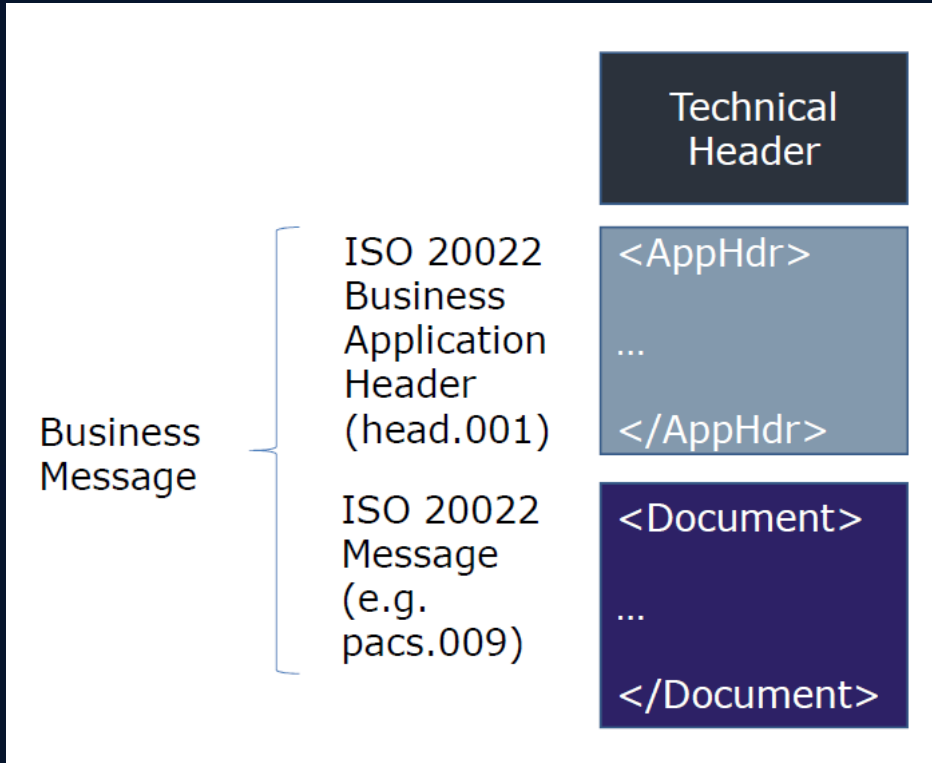 Technical
Header
ISO 20022
Business
Application
Header
(head.001)
<AppHdr>
...
</AppHdr>
Business
Message
ISO 20022
Message
(e.g.
pacs.009)
<Document>
...
</Document>